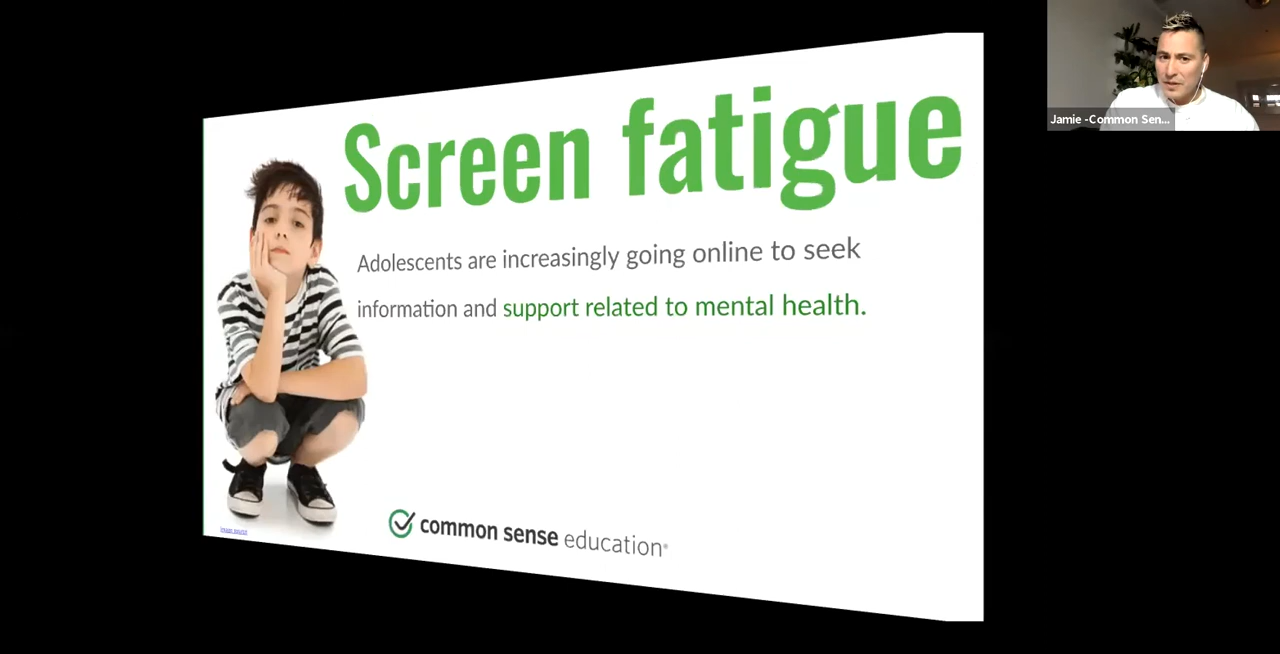 Screen fatigue
Jamie -Common Sen...
Adolescents are increasingly going online to seek
information and support related to mental health.
common sense education®